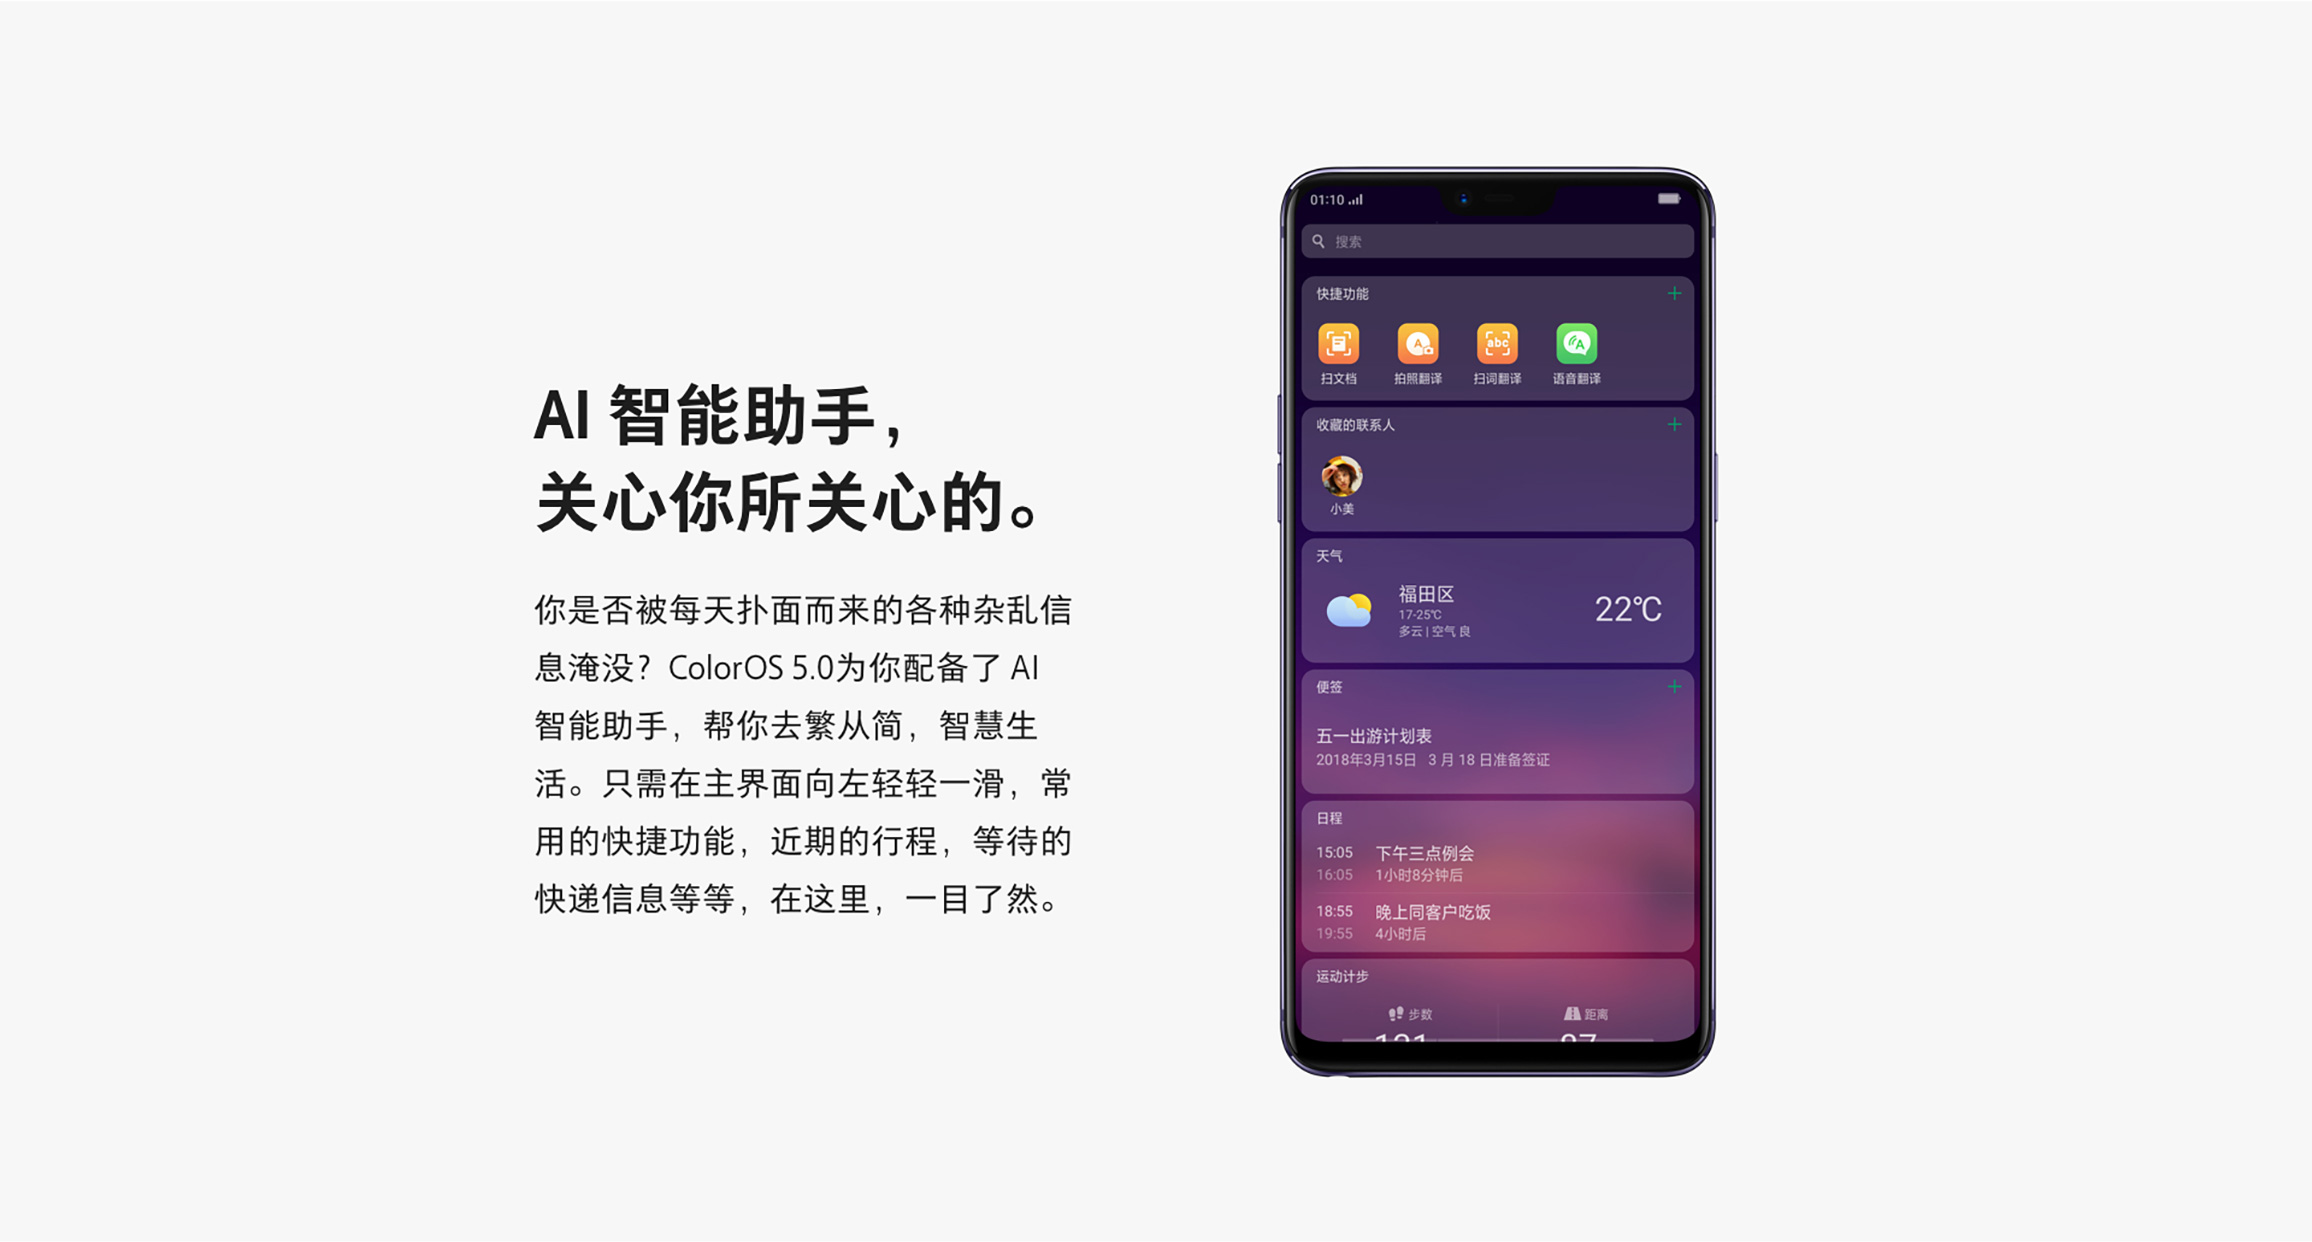 AI 智能助手，
关心你所关心的。
你是否被每天扑面而来的各种杂乱信
息淹没？ColorOS 5.0为你配备了 AI
智能助手，帮你去繁从简，智慧生
活。只需在主界面向左轻轻一滑，常
用的快捷功能，近期的行程，等待的
快递信息等等，在这里，一目了然。
01:10
搜索
快捷功能
扫文档 拍照翻译 扫词翻译 语音翻译
收藏的联系人
小美
天气
福田区
17-25℃
多云 | 空气 良
22℃
便签
五一出游计划表
2018年3月15日 3 月 18 日准备签证
日程
15:05 下午三点例会
16:05 1小时8分钟后
18:55 晚上同客户吃饭
19:55 4小时后
运动计步
步数 距离